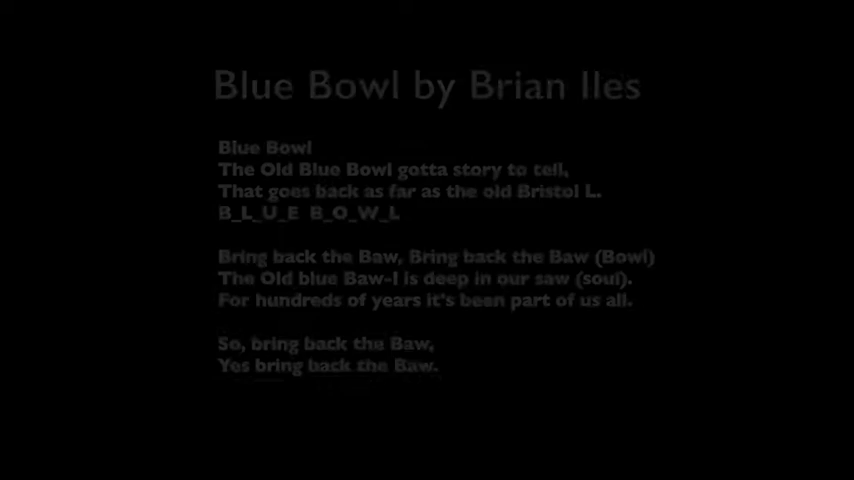 Blue Bowl by Brian Iles
Blue Bowl
The Old Blue Bowl gotta story to tell,
That goes back as far as the old Bristol L.
B_L_U_E B_O_W_L
Bring back the Baw, Bring back the Baw (Bowl)
The Old blue Baw-l is deep in our saw (soul).
For hundreds of years it's been part of us all.
So, bring back the Baw,
Yes bring back the Baw.